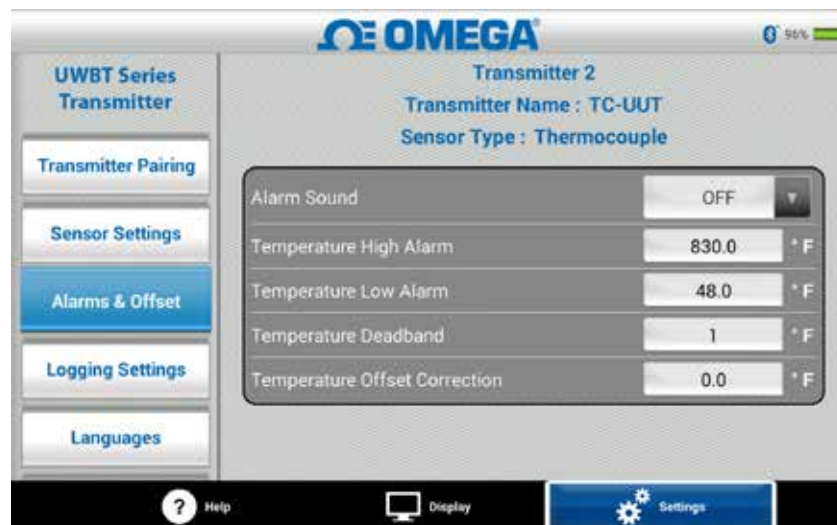 ΩE OMEGA
96%
UWBT Series
Transmitter
Transmitter Pairing
Sensor Settings
Alarms & Offset
Logging Settings
Languages
Transmitter 2
Transmitter Name : TC-UUT
Sensor Type : Thermocouple
Alarm Sound OFF
Temperature High Alarm 830.0 °F
Temperature Low Alarm 48.0 °F
Temperature Deadband 1 °F
Temperature Offset Correction 0.0 °F
? Help Display Settings